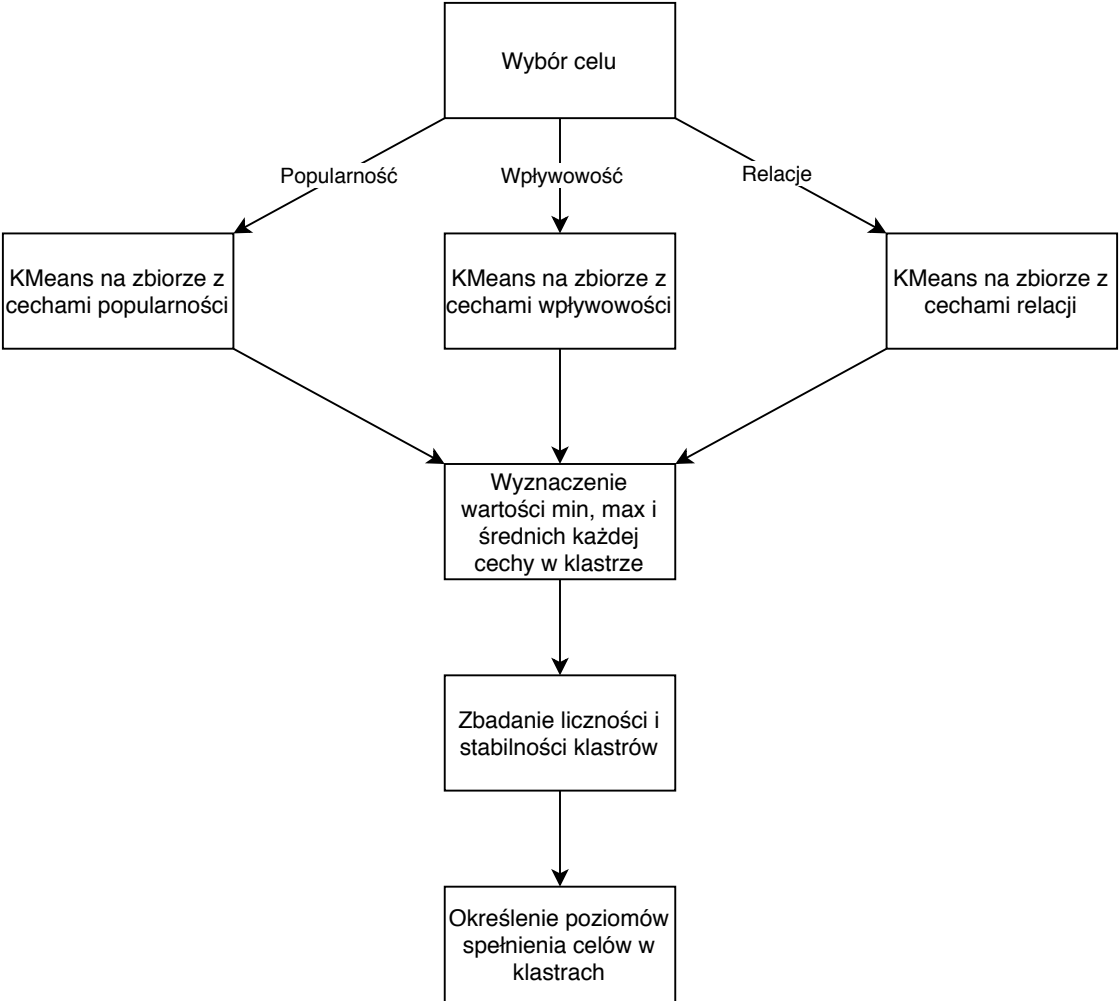 Wybór celu
Popularność
Wpływowość
Relacje
KMeans na zbiorze z
cechami popularności
KMeans na zbiorze z
cechami wpływowości
KMeans na zbiorze z
cechami relacji
Wyznaczenie
wartości min, max i
średnich każdej
cechy w klastrze
Zbadanie liczności i
stabilności klastrów
Określenie poziomów
spełnienia celów w
klastrach